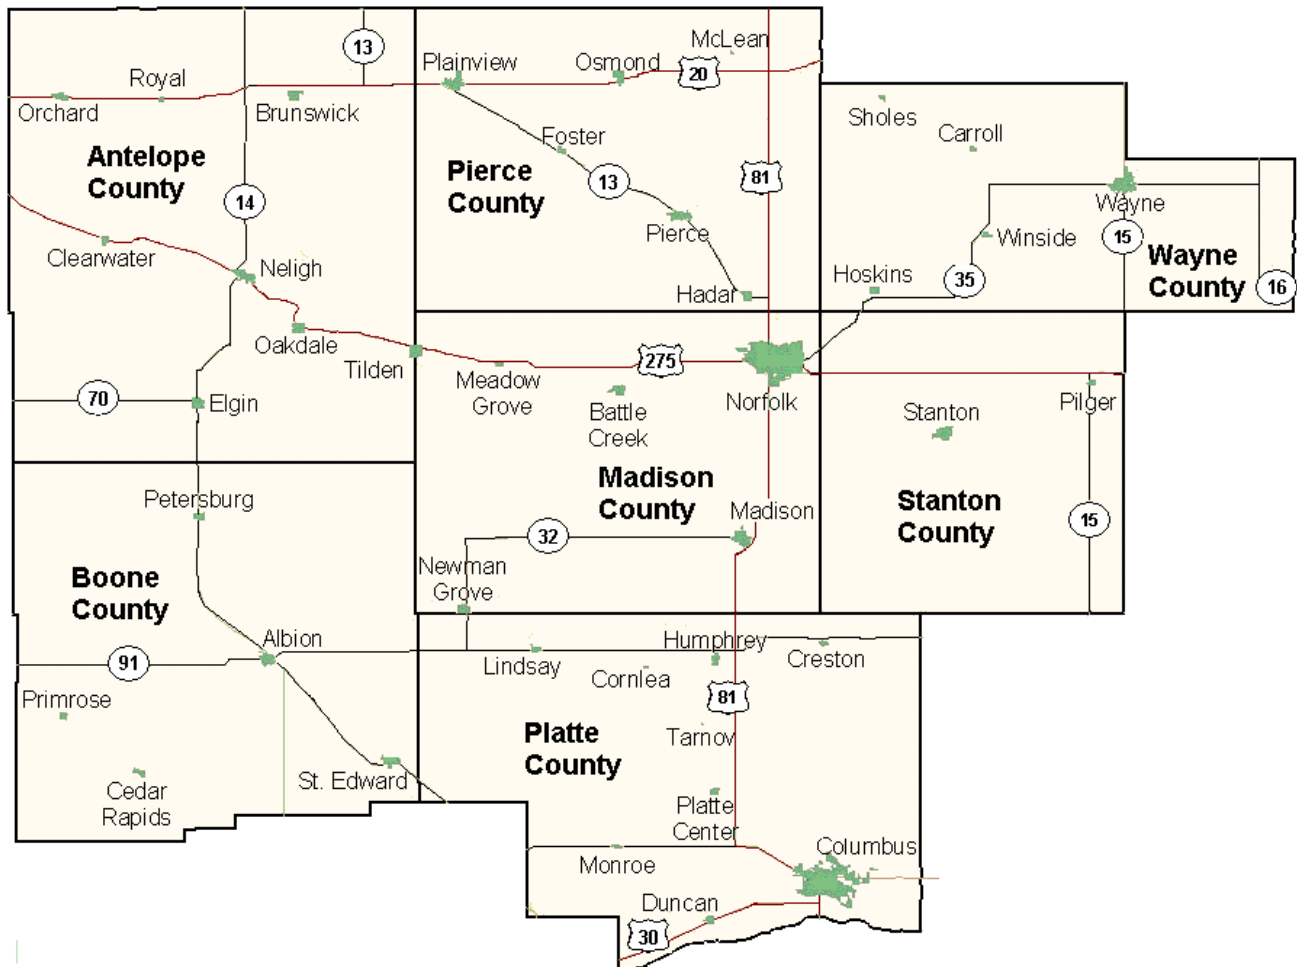 McLean
13
Plainview
Osmond
20
Royal
Orchard
Brunswick
Sholes
Carroll
Foster
Antelope
County
Pierce
County
13
81
14
Wayne
Pierce
15
Winside
Clearwater
Neligh
Wayne
County
Hoskins
35
16
Hadar
Oakdale
Tilden
275
Meadow
Grove
Battle
Creek
Norfolk
Pilger
70
Elgin
Stanton
Madison
County
Petersburg
Madison
Stanton
County
15
32
Newman
Grove
Boone
County
Albion
Humphrey
91
Lindsay
Creston
Cornlea
Primrose
81
Platte
County
Tarnov
St. Edward
Cedar
Rapids
Platte
Center
Columbus
Monroe
Duncan
30